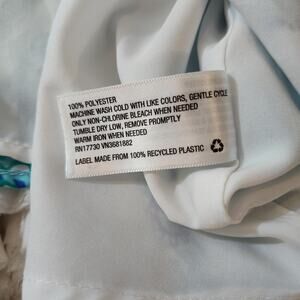 100% POLYESTER
MACHINE WASH COLD WITH LIKE COLORS, GENTLE CYCLE
ONLY NON-CHLORINE BLEACH WHEN NEEDED
TUMBLE DRY LOW, REMOVE PROMPTLY
WARM IRON WHEN NEEDED
RN17730 VN3681882
LABEL MADE FROM 100% RECYCLED PLASTIC